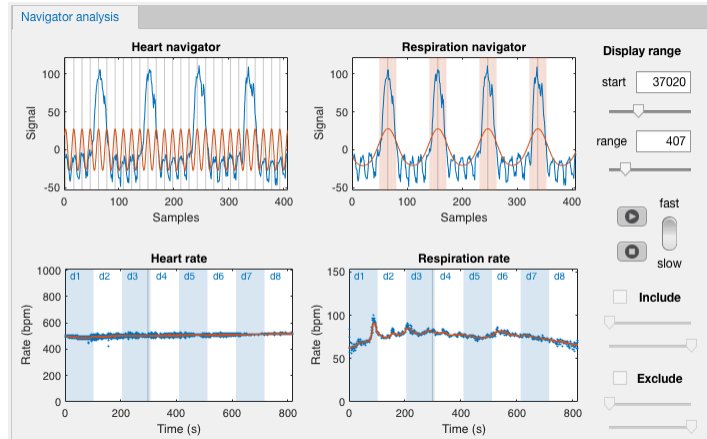 Navigator analysis
Heart navigator
Signal
100
50
0
-50
0 100 200 300 400
Samples
Respiration navigator
Signal
100
50
0
-50
0 100 200 300 400
Samples
Display range
start 37020
range 407
fast
slow
Heart rate
Rate (bpm)
1000
800
600
400
200
0
d1 d2 d3 d4 d5 d6 d7 d8
0 200 400 600 800
Time (s)
Respiration rate
Rate (bpm)
150
100
50
0
d1 d2 d3 d4 d5 d6 d7 d8
0 200 400 600 800
Time (s)
Include
Exclude